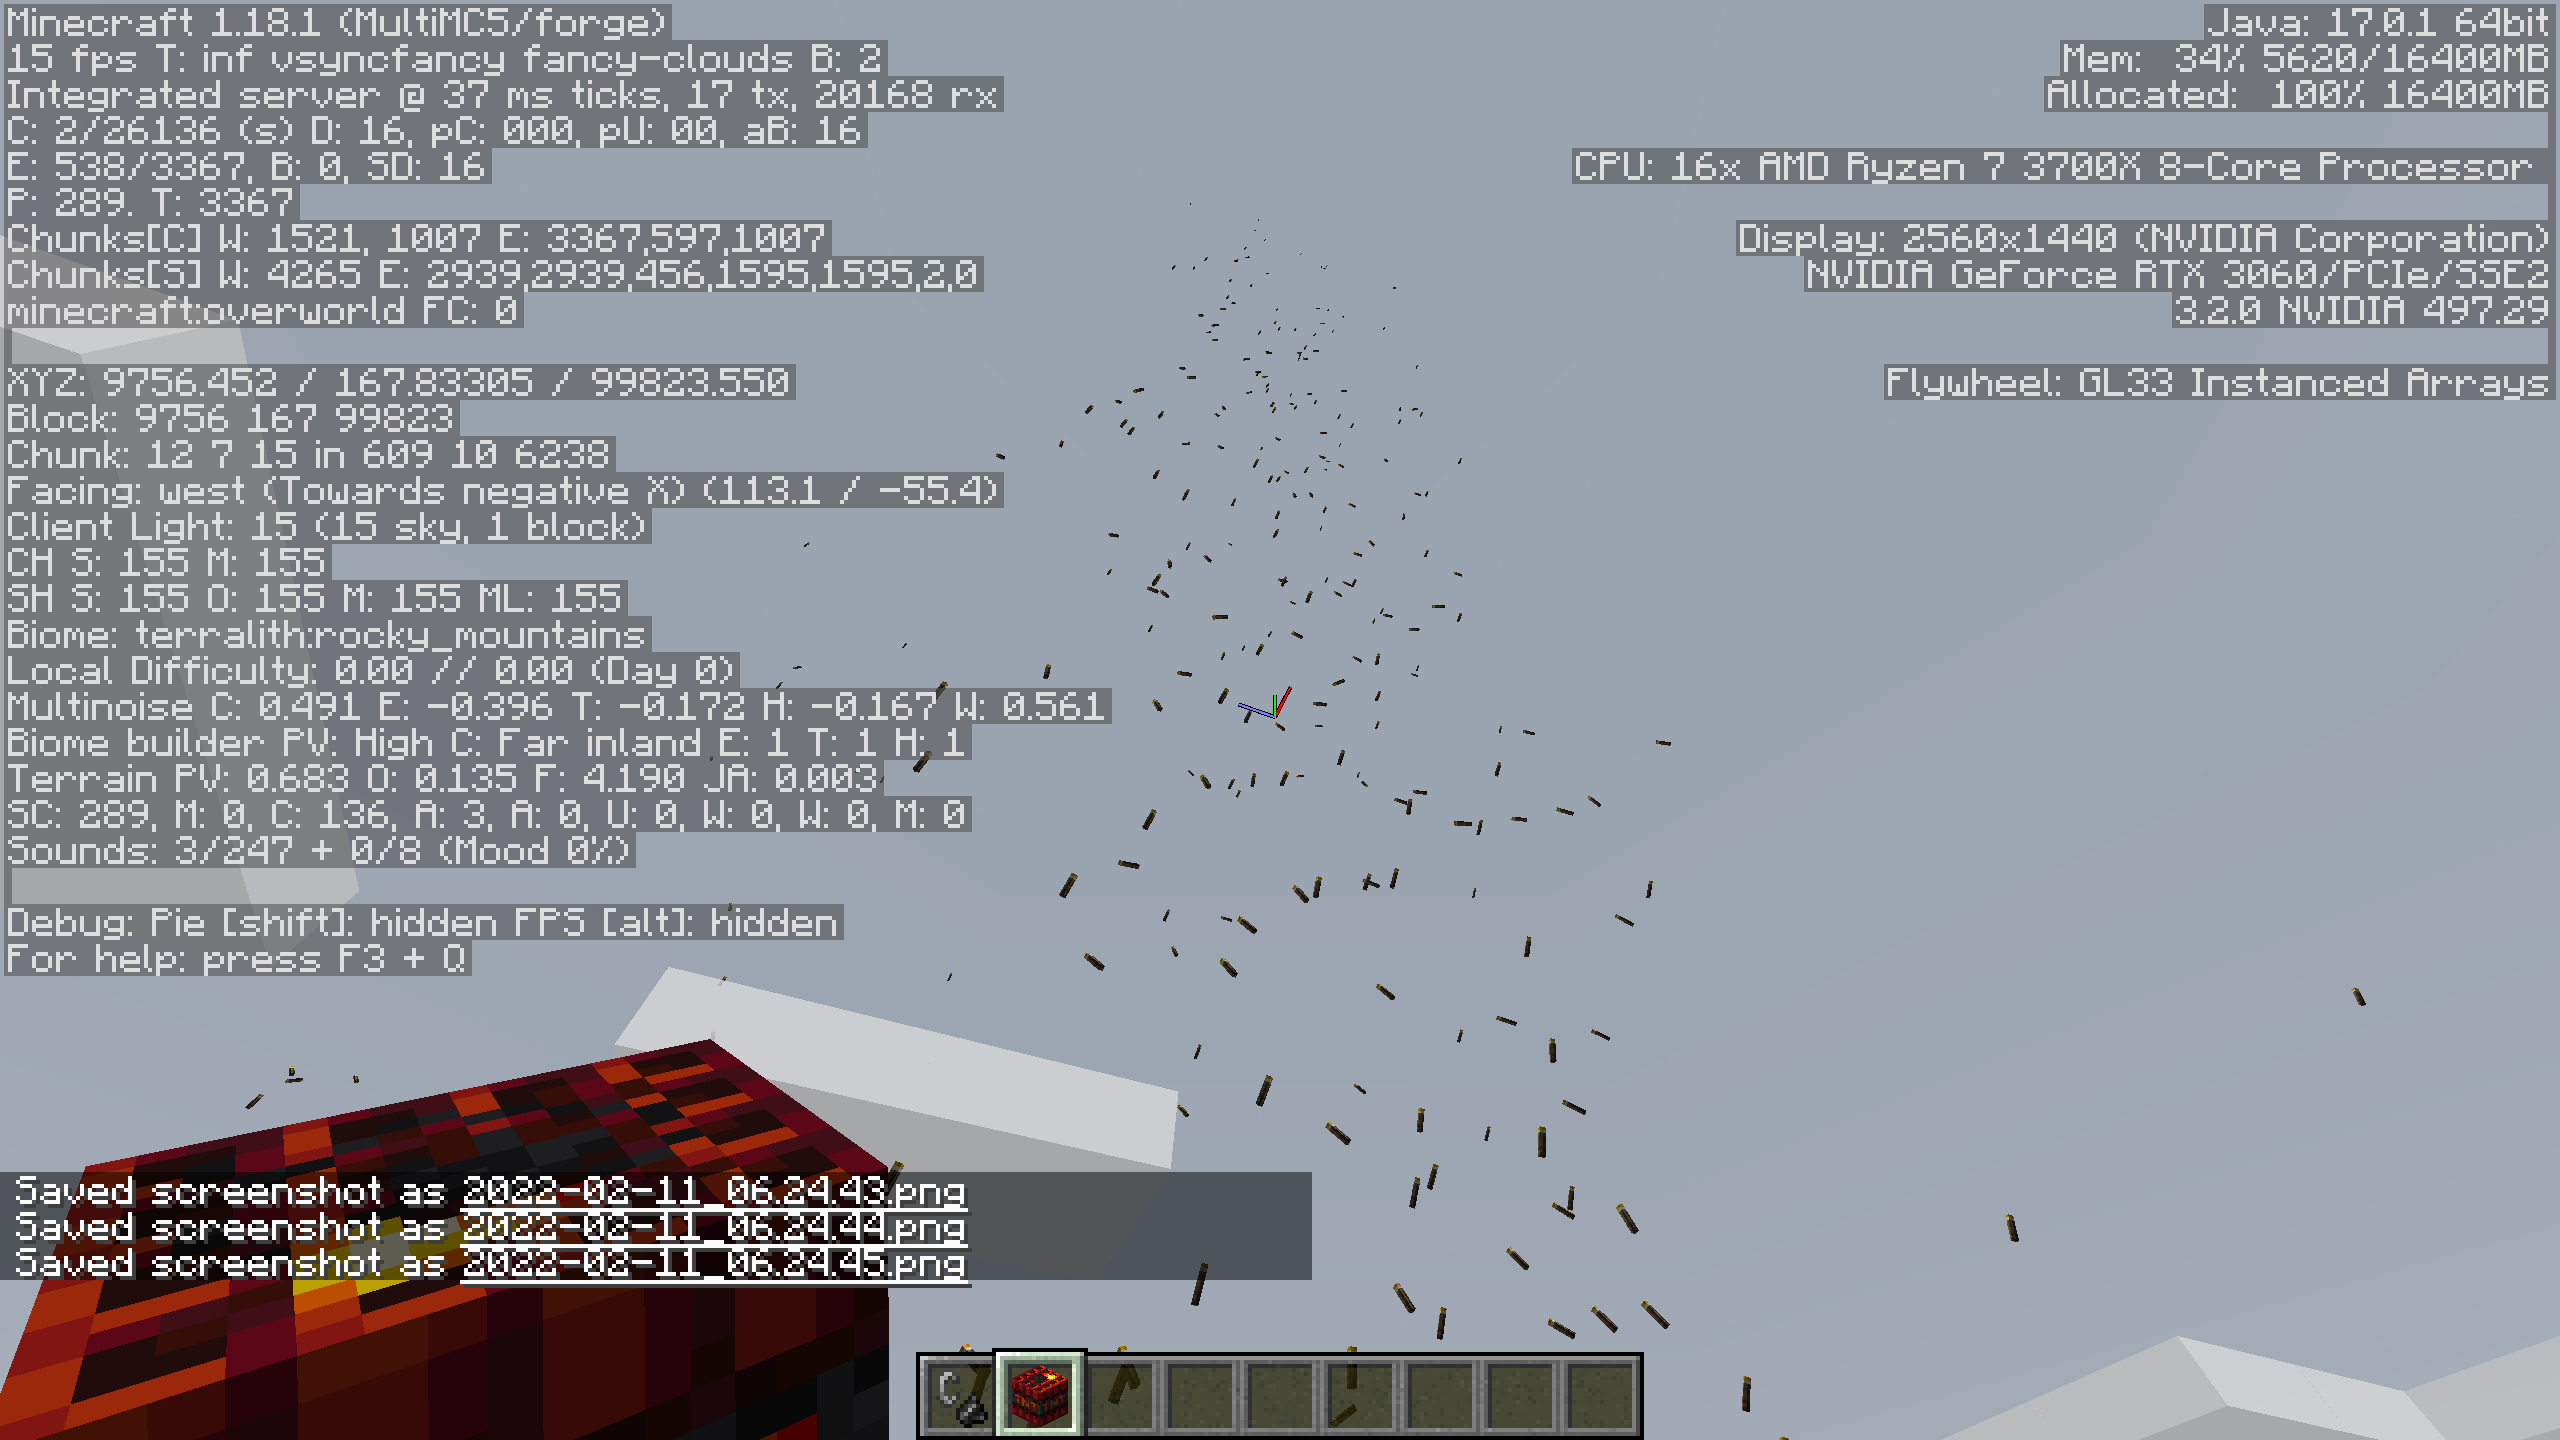 Minecraft 1.18.1 (MultiMC5/forge)
15 fps T: inf vsyncfancy fancy-clouds B: 2
Integrated server @ 37 ms ticks, 17 tx, 20168 rx
C: 2/26136 (s) D: 16, pC: 000, pU: 00, aB: 16
E: 538/3367, B: 0, SD: 16
P: 289. T: 3367
Chunks[C] W: 1521, 1007 E: 3367,597,1007
Chunks[S] W: 4265 E: 2939,2939,456,1595,1595,2,0
minecraft:overworld FC: 0
XYZ: 9756.452 / 167.83305 / 99823.550
Block: 9756 167 99823
Chunk: 12 7 15 in 609 10 6238
Facing: west (Towards negative X) (113.1 / -55.4)
Client Light: 15 (15 sky, 1 block)
CH S: 155 M: 155
SH S: 155 O: 155 M: 155 ML: 155
Biome: terralith:rocky_mountains
Local Difficulty: 0.00 // 0.00 (Day 0)
Multinoise C: 0.491 E: -0.396 T: -0.172 H: -0.167 W: 0.561
Biome builder PV: High C: Far inland E: 1 T: 1 H: 1
Terrain PV: 0.683 O: 0.135 F: 4.190 JA: 0.003
SC: 289, M: 0, C: 136, A: 3, A: 0, U: 0, W: 0, W: 0, M: 0
Sounds: 3/247 + 0/8 (Mood 0%)
Debug: Pie [shift]: hidden FPS [alt]: hidden
For help: press F3 + Q
Java: 17.0.1 64bit
Mem: 34% 5620/16400MB
Allocated: 100% 16400MB
CPU: 16x AMD Ryzen 7 3700X 8-Core Processor
Display: 2560x1440 (NVIDIA Corporation)
NVIDIA GeForce RTX 3060/PCIe/SSE2
3.2.0 NVIDIA 497.29
Flywheel: GL33 Instanced Arrays
Saved screenshot as 2022-02-11_06.24.43.png
Saved screenshot as 2022-02-11_06.24.44.png
Saved screenshot as 2022-02-11_06.24.45.png